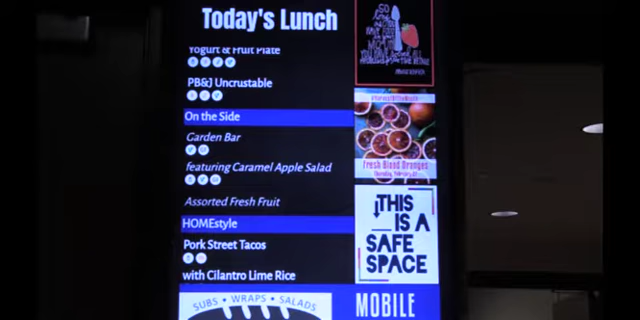 Today's Lunch
Yogurt & Fruit Plate
PB&J Uncrustable
On the Side
Garden Bar
featuring Caramel Apple Salad
Assorted Fresh Fruit
HOMEstyle
Pork Street Tacos
with Cilantro Lime Rice
SUBS • WRAPS • SALADS
SO
Fresh Blood Oranges
THIS
IS A
SAFE
SPACE
MOBILE